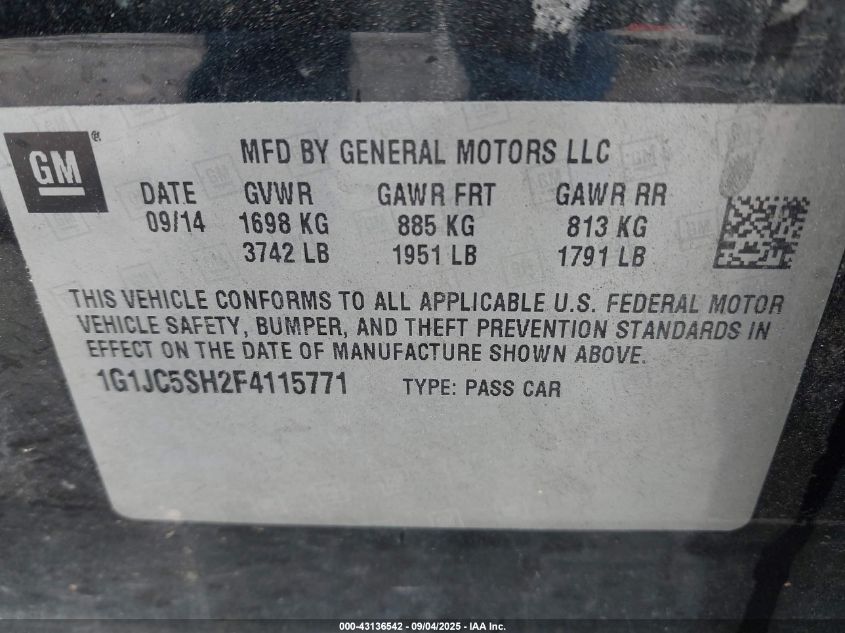 GM ® MFD BY GENERAL MOTORS LLC
DATE GVWR GAWR FRT GAWR RR
09/14 1698 KG 885 KG 813 KG
3742 LB 1951 LB 1791 LB
THIS VEHICLE CONFORMS TO ALL APPLICABLE U.S. FEDERAL MOTOR
VEHICLE SAFETY, BUMPER, AND THEFT PREVENTION STANDARDS IN
EFFECT ON THE DATE OF MANUFACTURE SHOWN ABOVE.
1G1JC5SH2F4115771 TYPE: PASS CAR
000-43136542 - 09/04/2025 - IAA Inc.